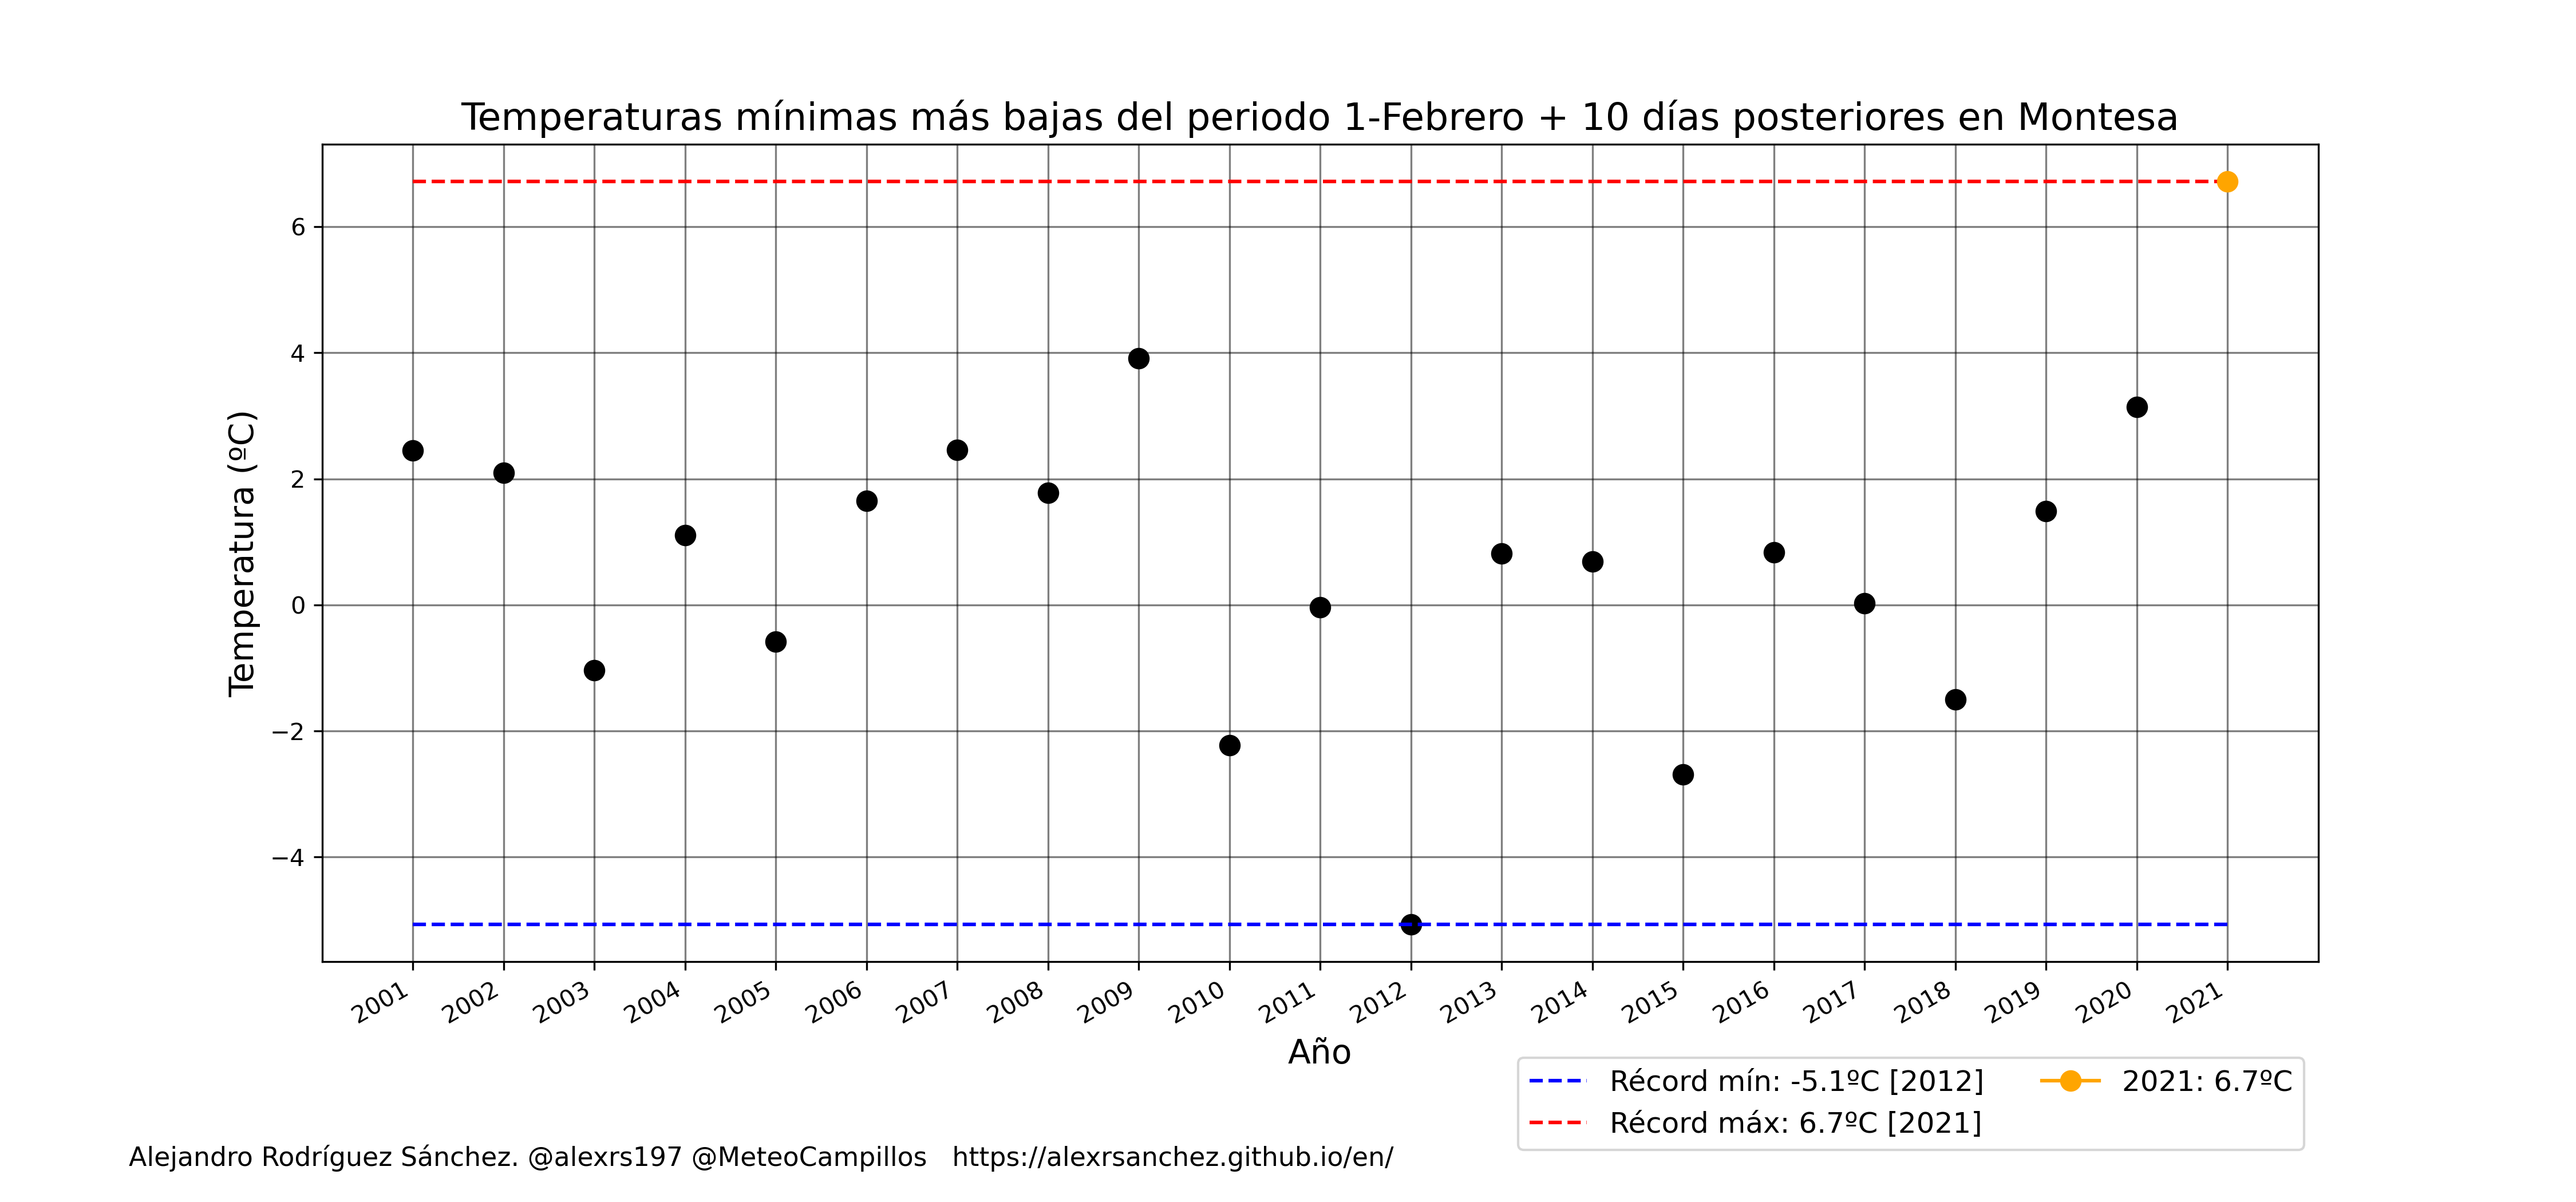 Temperaturas mínimas más bajas del periodo 1-Febrero + 10 días posteriores en Montesa
Temperatura (ºC)
6
4
2
0
−2
−4
2001 2002 2003 2004 2005 2006 2007 2008 2009 2010 2011 2012 2013 2014 2015 2016 2017 2018 2019 2020 2021
Año
Récord mín: -5.1ºC [2012]
Récord máx: 6.7ºC [2021]
2021: 6.7ºC
Alejandro Rodríguez Sánchez. @alexrs197 @MeteoCampillos https://alexrsanchez.github.io/en/